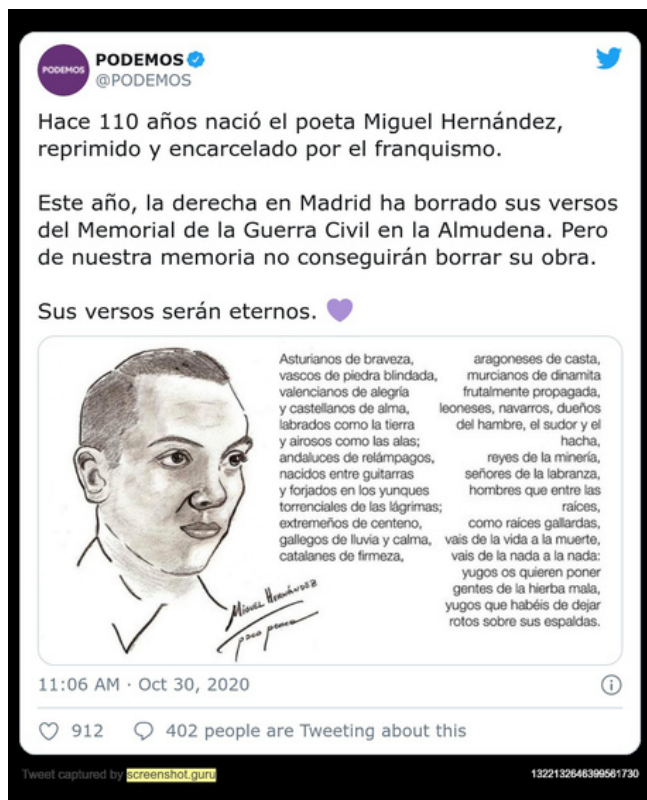 PODEMOS
PODEMOS
@PODEMOS
Hace 110 años nació el poeta Miguel Hernández,
reprimido y encarcelado por el franquismo.
Este año, la derecha en Madrid ha borrado sus versos
del Memorial de la Guerra Civil en la Almudena. Pero
de nuestra memoria no conseguirán borrar su obra.
Sus versos serán eternos. 💜
Asturianos de braveza,
vascos de piedra blindada,
valencianos de alegría
y castellanos de alma,
labrados como la tierra
y airosos como las alas;
andaluces de relámpagos,
nacidos entre guitarras
y forjados en los yunques
torrenciales de las lágrimas;
extremeños de centeno,
gallegos de lluvia y calma,
catalanes de firmeza,
aragoneses de casta,
murcianos de dinamita
frutalmente propagada,
leoneses, navarros, dueños
del hambre, el sudor y el
hacha,
reyes de la minería,
señores de la labranza,
hombres que entre las
raíces,
como raíces gallardas,
vais de la vida a la muerte,
vais de la nada a la nada:
yugos os quieren poner
gentes de la hierba mala,
yugos que habéis de dejar
rotos sobre sus espaldas.
Miguel Hernández
11:06 AM · Oct 30, 2020
912
402 people are Tweeting about this
Tweet captured by screenshot.guru
1322132646399561730